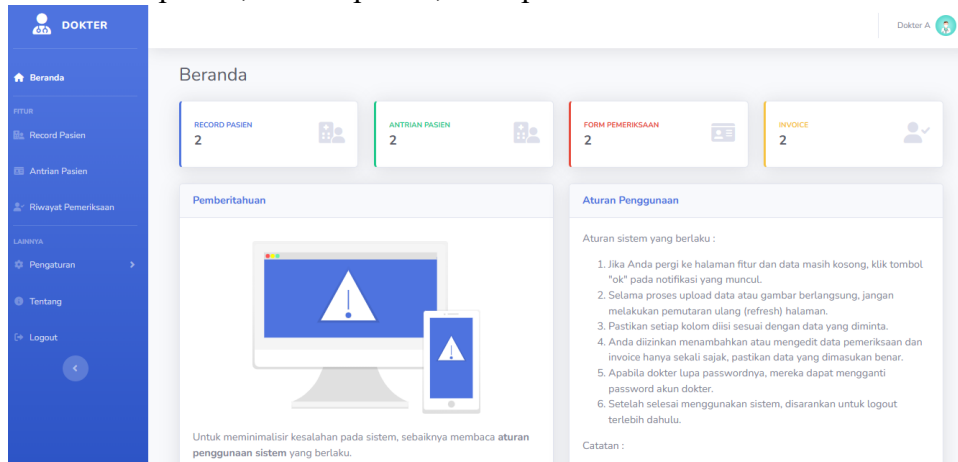 DOKTER
Dokter A
Beranda
FITUR
Record Pasien
Antrian Pasien
Riwayat Pemeriksaan
LAINNYA
Pengaturan
Tentang
Logout
Beranda
RECORD PASIEN
2
ANTRIAN PASIEN
2
FORM PEMERIKSAAN
2
INVOICE
2
Pemberitahuan
Untuk meminimalisir kesalahan pada sistem, sebaiknya membaca aturan
penggunaan sistem yang berlaku.
Aturan Penggunaan
Aturan sistem yang berlaku :
1. Jika Anda pergi ke halaman fitur dan data masih kosong, klik tombol
"ok" pada notifikasi yang muncul.
2. Selama proses upload data atau gambar berlangsung, jangan
melakukan pemutaran ulang (refresh) halaman.
3. Pastikan setiap kolom diisi sesuai dengan data yang diminta.
4. Anda diizinkan menambahkan atau mengedit data pemeriksaan dan
invoice hanya sekali sajak, pastikan data yang dimasukan benar.
5. Apabila dokter lupa passwordnya, mereka dapat mengganti
password akun dokter.
6. Setelah selesai menggunakan sistem, disarankan untuk logout
terlebih dahulu.
Catatan :